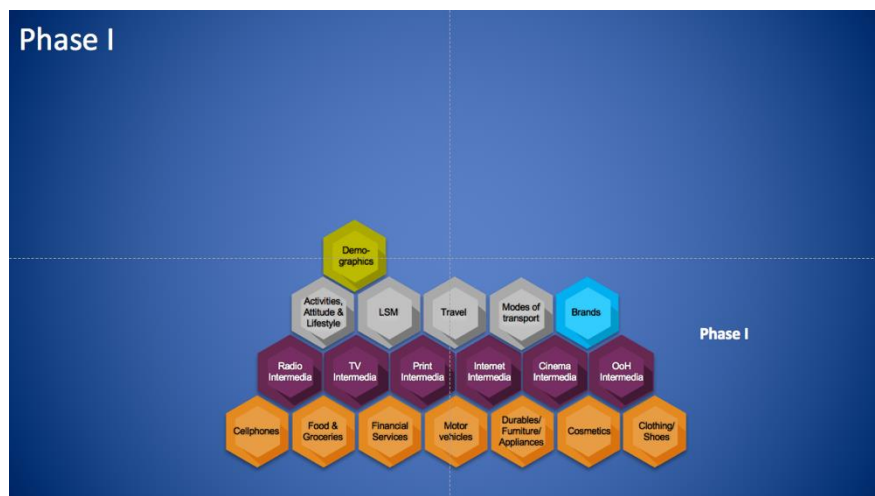 Phase I
Demo-
graphics
Activities,
Attitude &
Lifestyle
LSM
Travel
Modes of
transport
Brands
Phase I
Radio
Intermedia
TV
Intermedia
Print
Intermedia
Internet
Intermedia
Cinema
Intermedia
OoH
Intermedia
Cellphones
Food &
Groceries
Financial
Services
Motor
vehicles
Durables/
Furniture/
Appliances
Cosmetics
Clothing/
Shoes